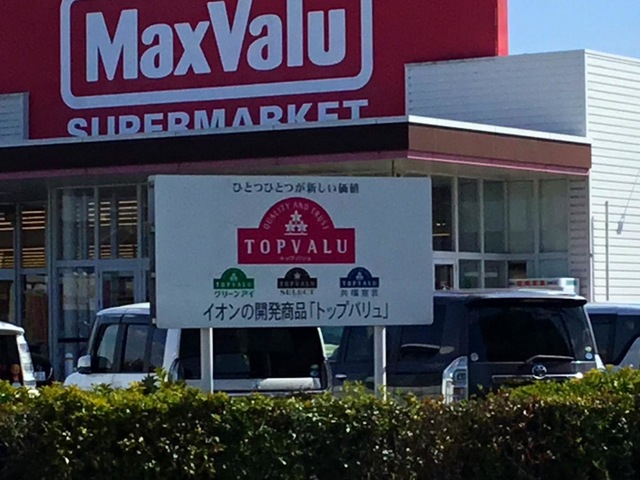 MaxValu
SUPERMARKET
ひとつひとつが新しい価値
QUALITY AND TRUST
TOPVALU
トップバリュ
TOPVALU TOPVALU TOPVALU
グリーンアイ SELECT 共環宣言
イオンの開発商品「トップバリュ」